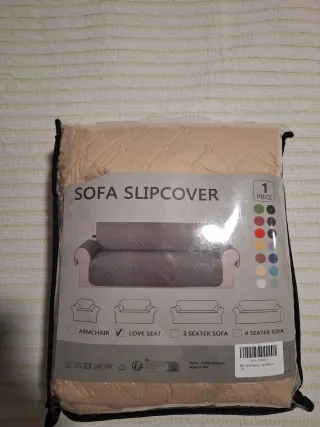 SOFA SLIPCOVER
1
PIECE
ARMCHAIR LOVE SEAT 3 SEATER SOFA 4 SEATER SOFA